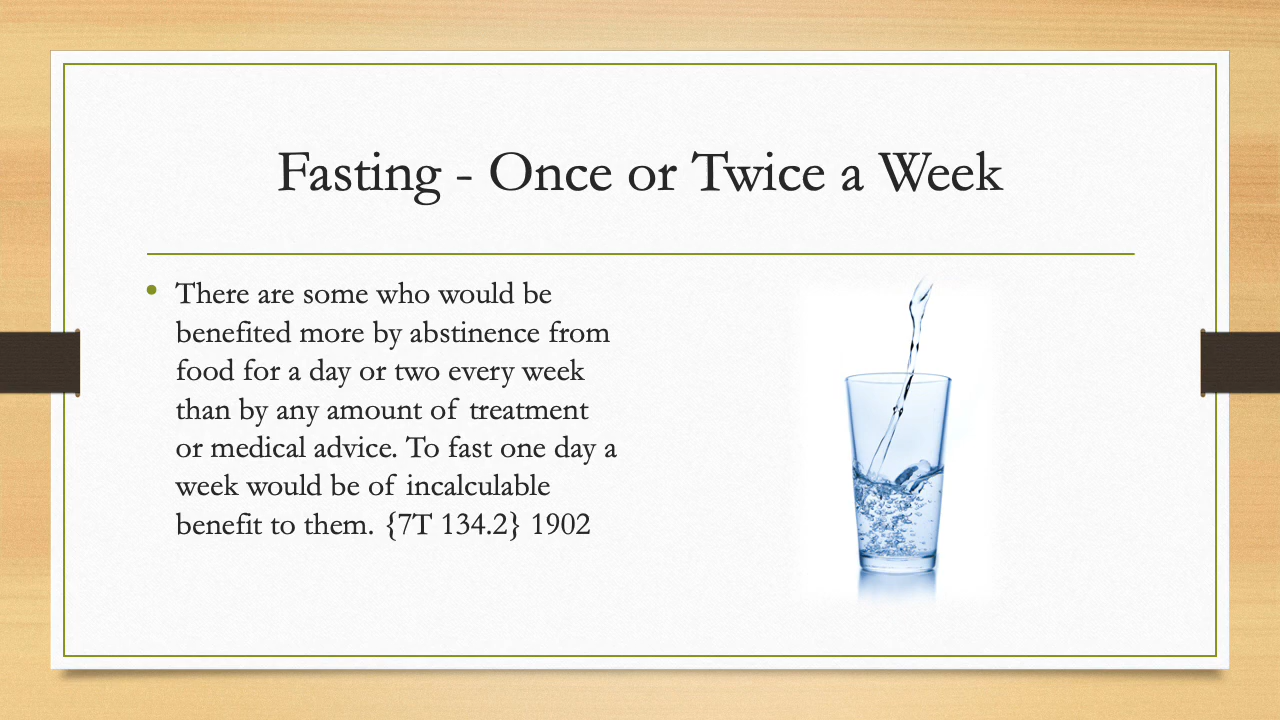 Fasting - Once or Twice a Week
• There are some who would be
benefited more by abstinence from
food for a day or two every week
than by any amount of treatment
or medical advice. To fast one day a
week would be of incalculable
benefit to them. {7T 134.2} 1902